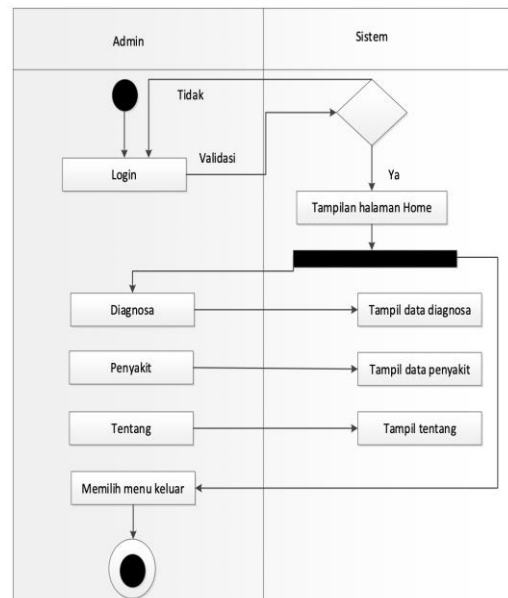 Admin
Sistem
Tidak
Validasi
Login
Ya
Tampilan halaman Home
Diagnosa
Tampil data diagnosa
Penyakit
Tampil data penyakit
Tentang
Tampil tentang
Memilih menu keluar